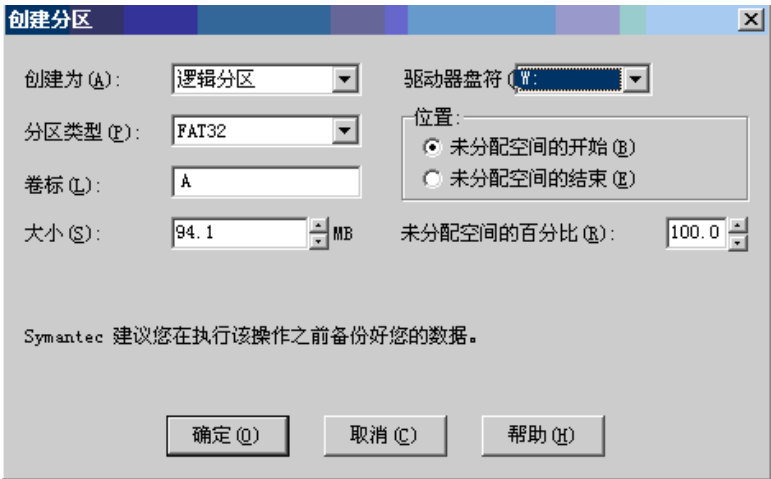 创建分区
创建为(A): 逻辑分区 驱动器盘符( W:
分区类型(P): FAT32 位置:
未分配空间的开始(B)
卷标(L): A 未分配空间的结束(E)
大小(S): 94.1 MB 未分配空间的百分比(R): 100.0
Symantec 建议您在执行该操作之前备份好您的数据。
确定(O) 取消(C) 帮助(H)